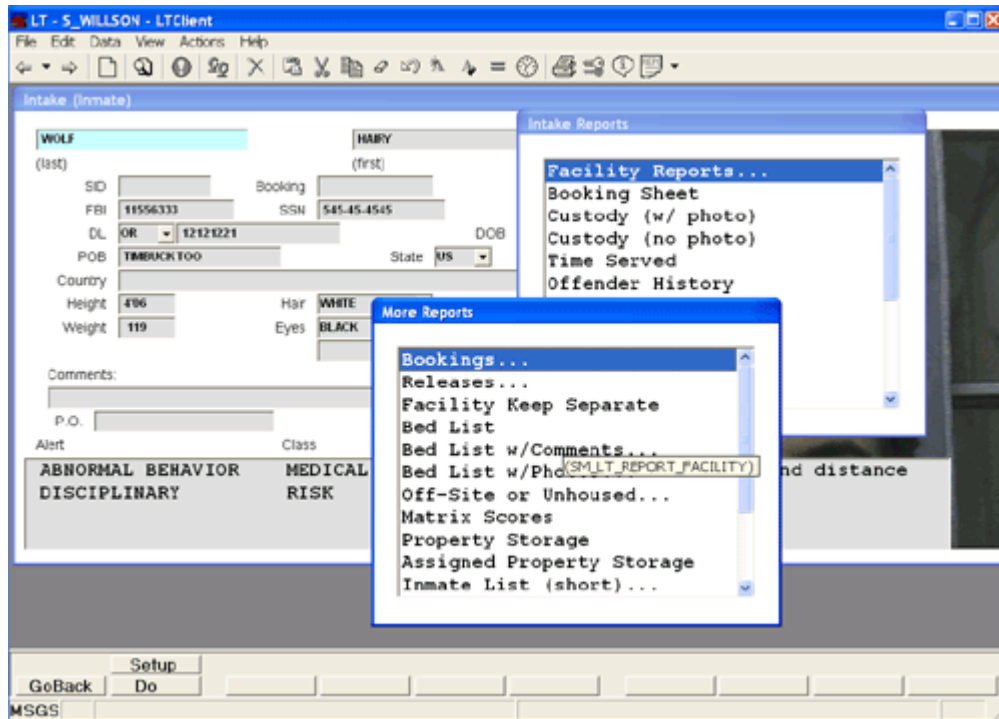 LT - S_WILLSON - LTClient
File Edit Data View Actions Help
Intake (Inmate)
WOLF HAIRY
(last) (first)
SID Booking
FBI 11556333 SSN 545-45-4545
DL OR 12121221 DOB
POB TIMBUCK TOO State US
Country
Height 4'06 Hair WHITE
Weight 119 Eyes BLACK
Comments:
P.O.
Alert Class
ABNORMAL BEHAVIOR MEDICAL nd distance
DISCIPLINARY RISK
Intake Reports
Facility Reports...
Booking Sheet
Custody (w/ photo)
Custody (no photo)
Time Served
Offender History
More Reports
Bookings...
Releases...
Facility Keep Separate
Bed List
Bed List w/Comments...
(SM_LT_REPORT_FACILITY)
Bed List w/Pho
Off-Site or Unhoused...
Matrix Scores
Property Storage
Assigned Property Storage
Inmate List (short)...
Setup
GoBack Do
MSGS